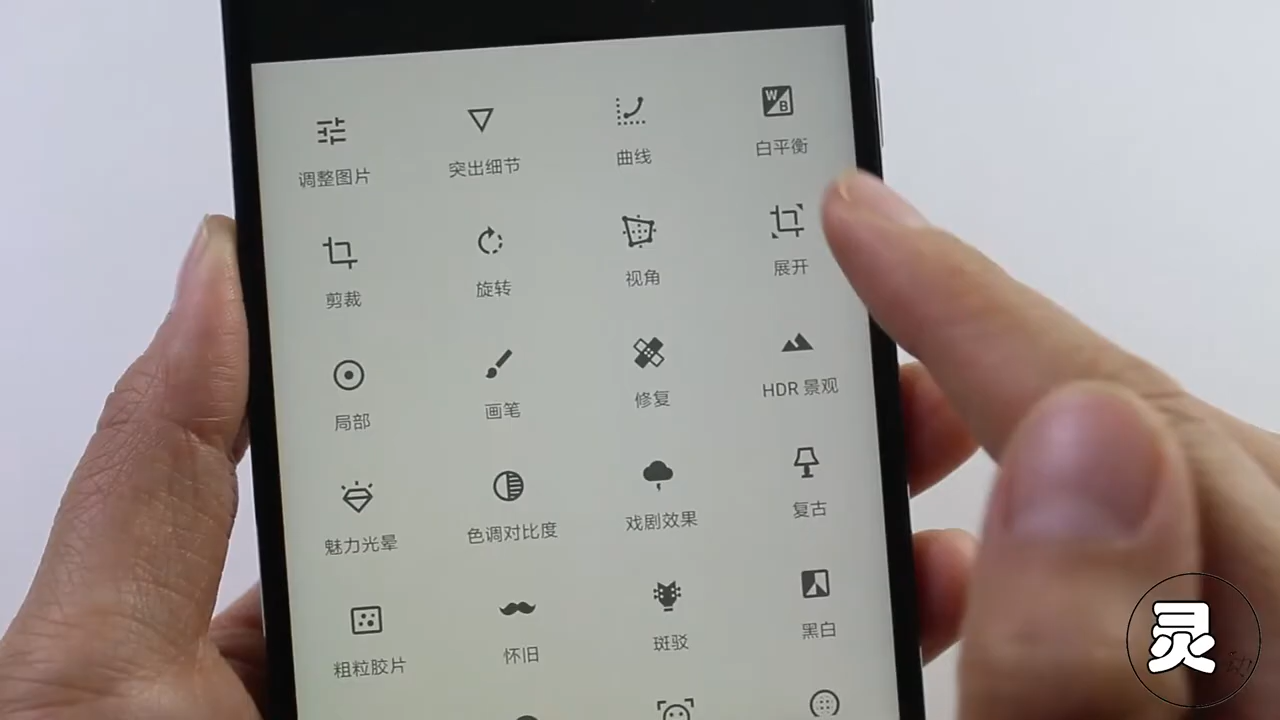 调整图片 突出细节 曲线 WB 白平衡
剪裁 旋转 视角 展开
局部 画笔 修复 HDR 景观
魅力光晕 色调对比度 戏剧效果 复古
粗粒胶片 怀旧 斑驳 黑白
灵